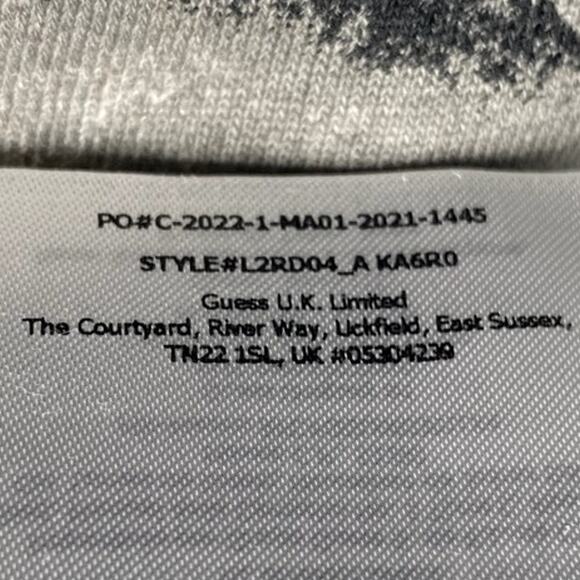 PO#C-2022-1-MA01-2021-1445
STYLE#L2RD04_A KA6R0
Guess U.K. Limited
The Courtyard, River Way, Uckfield, East Sussex,
TN22 1SL, UK #05304239